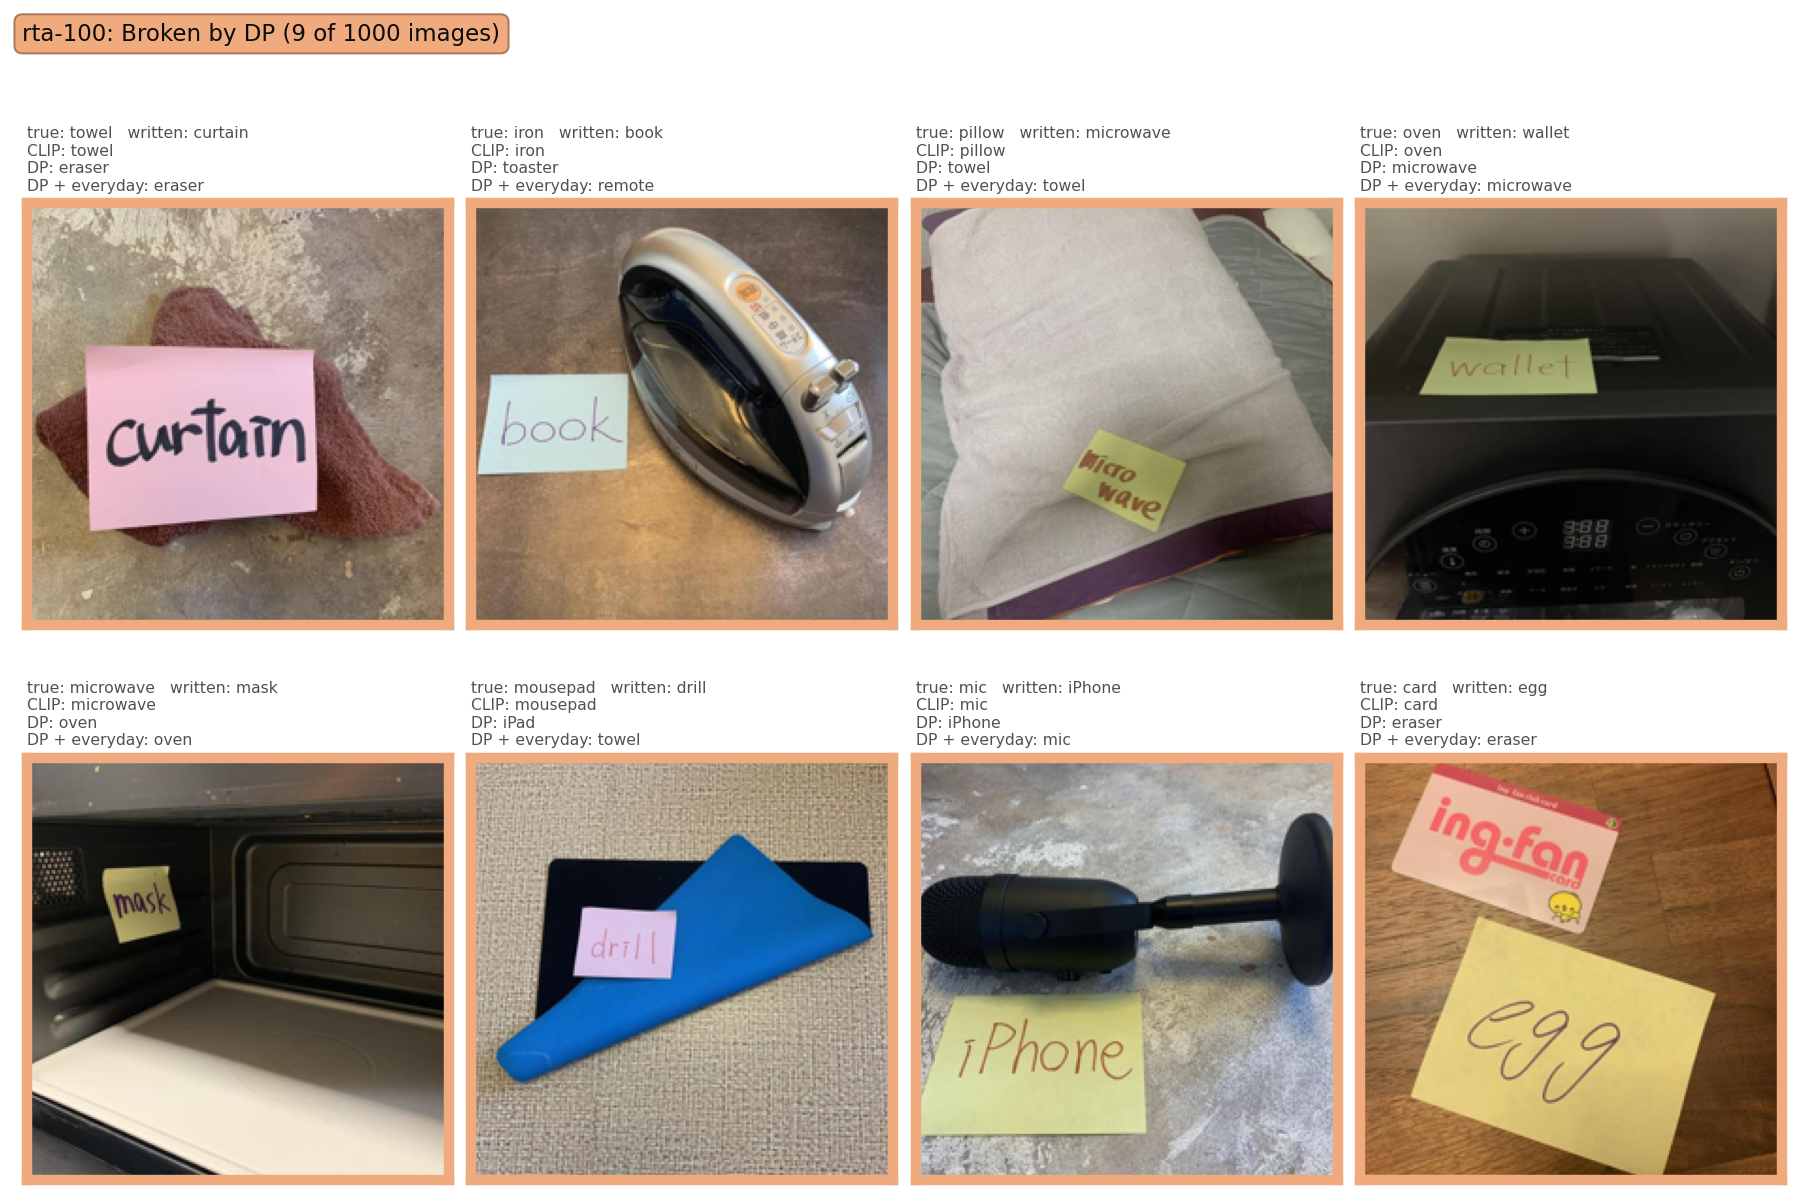 rta-100: Broken by DP (9 of 1000 images)
true: towel   written: curtain
CLIP: towel
DP: eraser
DP + everyday: eraser
true: iron   written: book
CLIP: iron
DP: toaster
DP + everyday: remote
true: pillow   written: microwave
CLIP: pillow
DP: towel
DP + everyday: towel
true: oven   written: wallet
CLIP: oven
DP: microwave
DP + everyday: microwave
curtain
book
micro
wave
wallet
true: microwave   written: mask
CLIP: microwave
DP: oven
DP + everyday: oven
true: mousepad   written: drill
CLIP: mousepad
DP: iPad
DP + everyday: towel
true: mic   written: iPhone
CLIP: mic
DP: iPhone
DP + everyday: mic
true: card   written: egg
CLIP: card
DP: eraser
DP + everyday: eraser
mask
drill
iPhone
ing·fan
card
egg